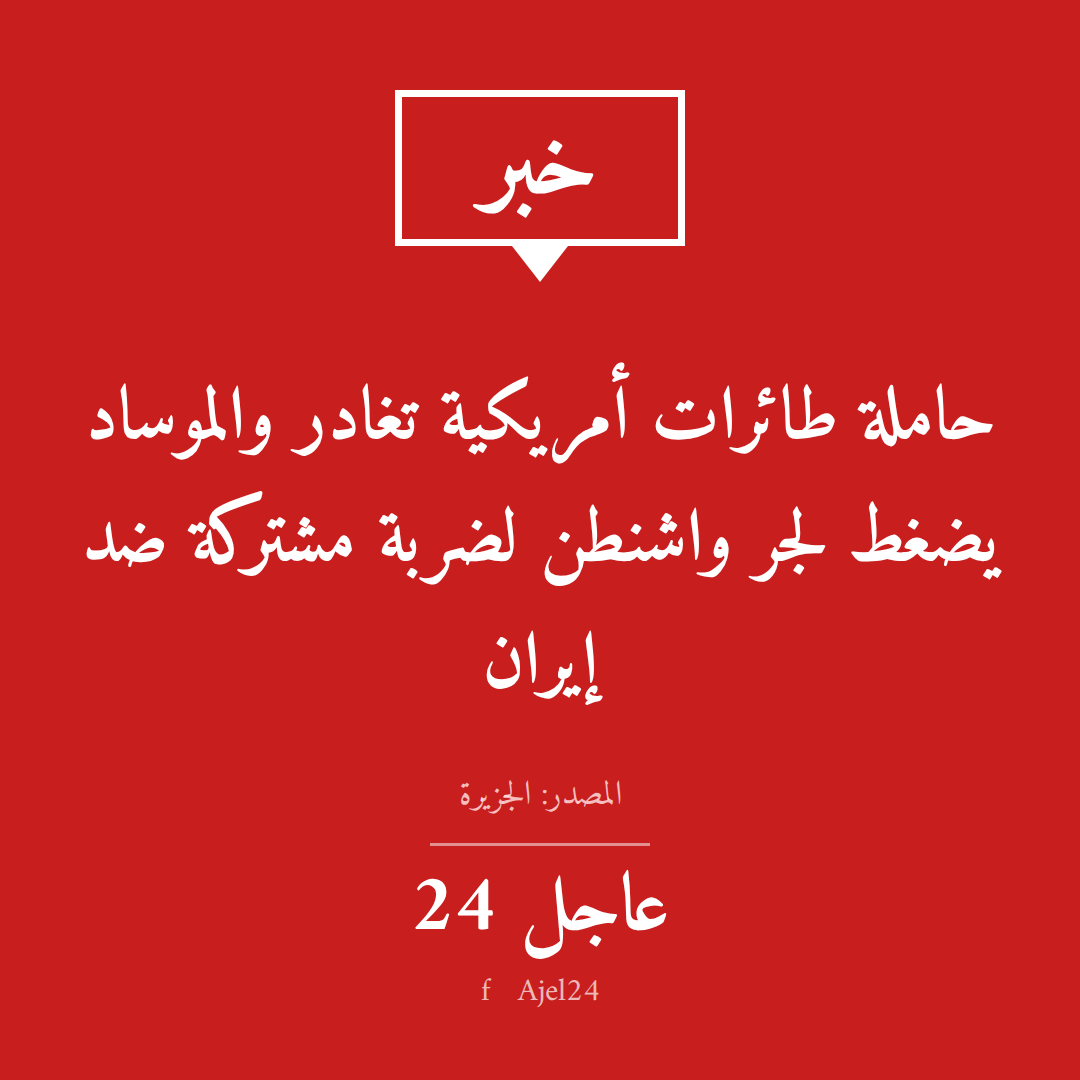 خبر
حاملة طائرات أمريكية تغادر والموساد
يضغط لجر واشنطن لضربة مشتركة ضد
إيران
المصدر: الجزيرة
عاجل 24
f Ajel24